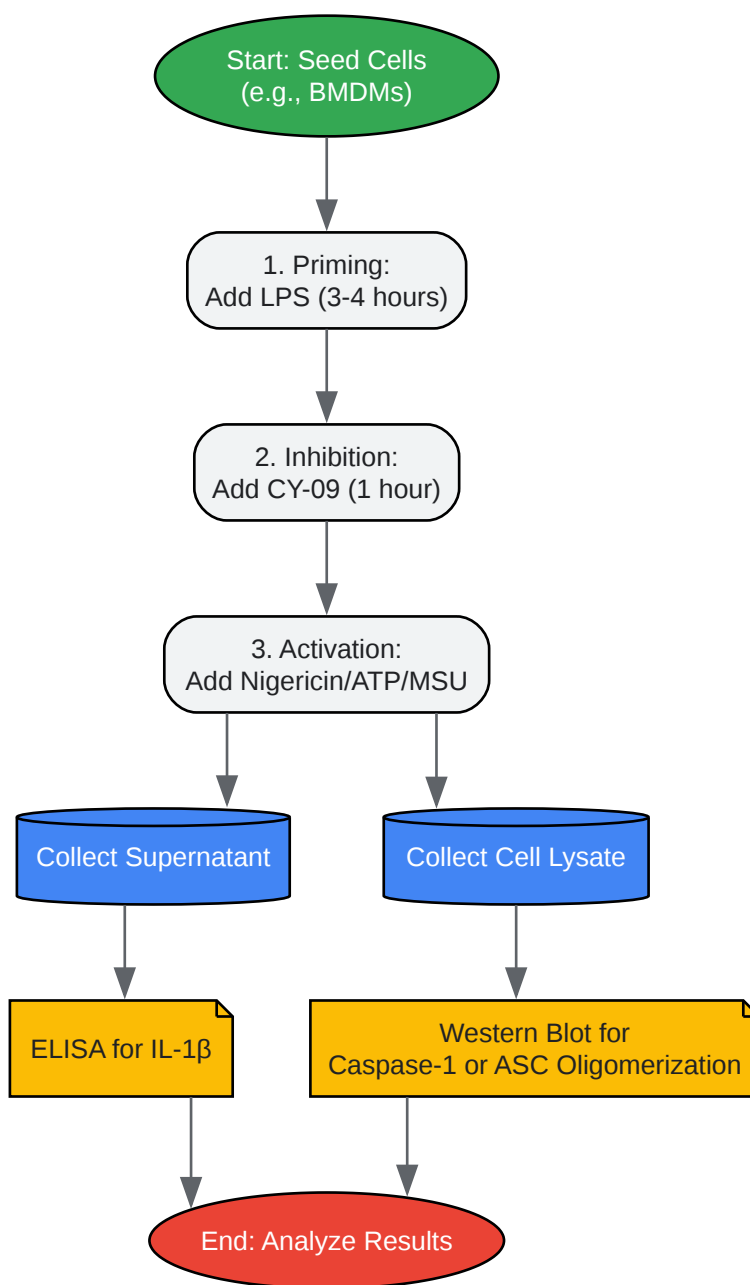 Start: Seed Cells
(e.g., BMDMs)
1. Priming:
Add LPS (3-4 hours)
2. Inhibition:
Add CY-09 (1 hour)
3. Activation:
Add Nigericin/ATP/MSU
Collect Supernatant
Collect Cell Lysate
ELISA for IL-1β
Western Blot for
Caspase-1 or ASC Oligomerization
End: Analyze Results